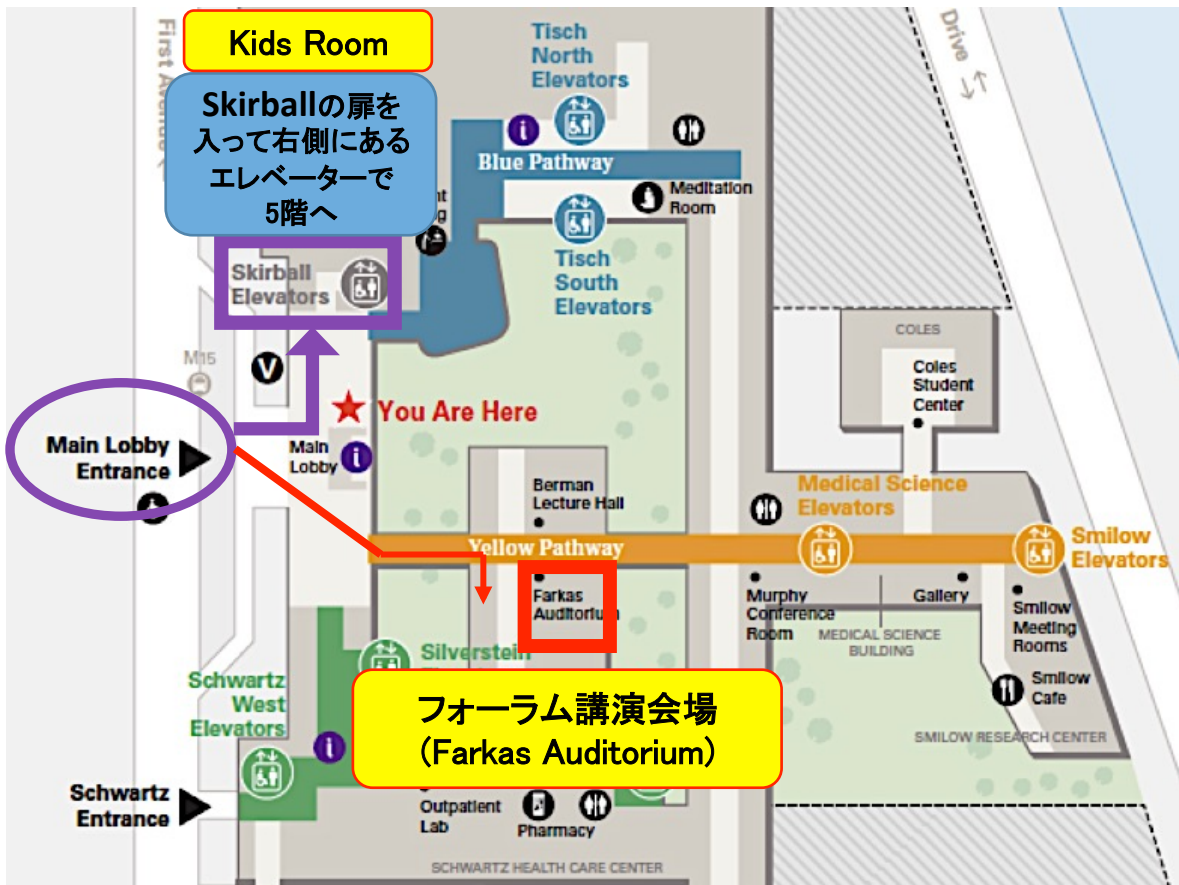 Kids Room
Skirballの扉を
入って右側にある
エレベーターで
5階へ
First Avenue
Drive
Tisch
North
Elevators
Blue Pathway
Meditation
Room
Tisch
South
Elevators
Skirball
Elevators
M15
V
You Are Here
Main Lobby
Entrance
Main
Lobby
i
COLES
Coles
Student
Center
Berman
Lecture Hall
Medical Science
Elevators
Yellow Pathway
Smilow
Elevators
Farkas
Auditorium
Murphy
Conference
Room
Gallery
Smilow
Meeting
Rooms
MEDICAL SCIENCE
BUILDING
Silverstein
Schwartz
West
Elevators
i
フォーラム講演会場
(Farkas Auditorium)
Smilow
Cafe
SMILOW RESEARCH CENTER
Schwartz
Entrance
Outpatient
Lab
Pharmacy
SCHWARTZ HEALTH CARE CENTER